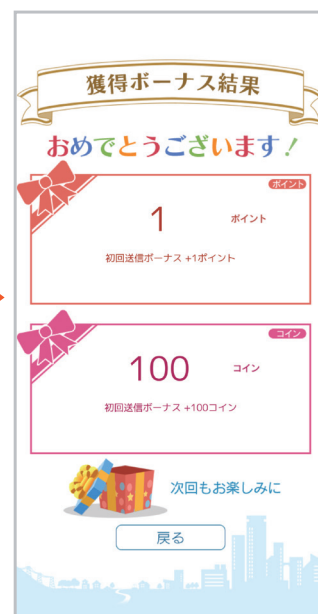 獲得ボーナス結果
おめでとうございます！
ポイント
1 ポイント
初回送信ボーナス +1ポイント
コイン
100 コイン
初回送信ボーナス +100コイン
次回もお楽しみに
戻る